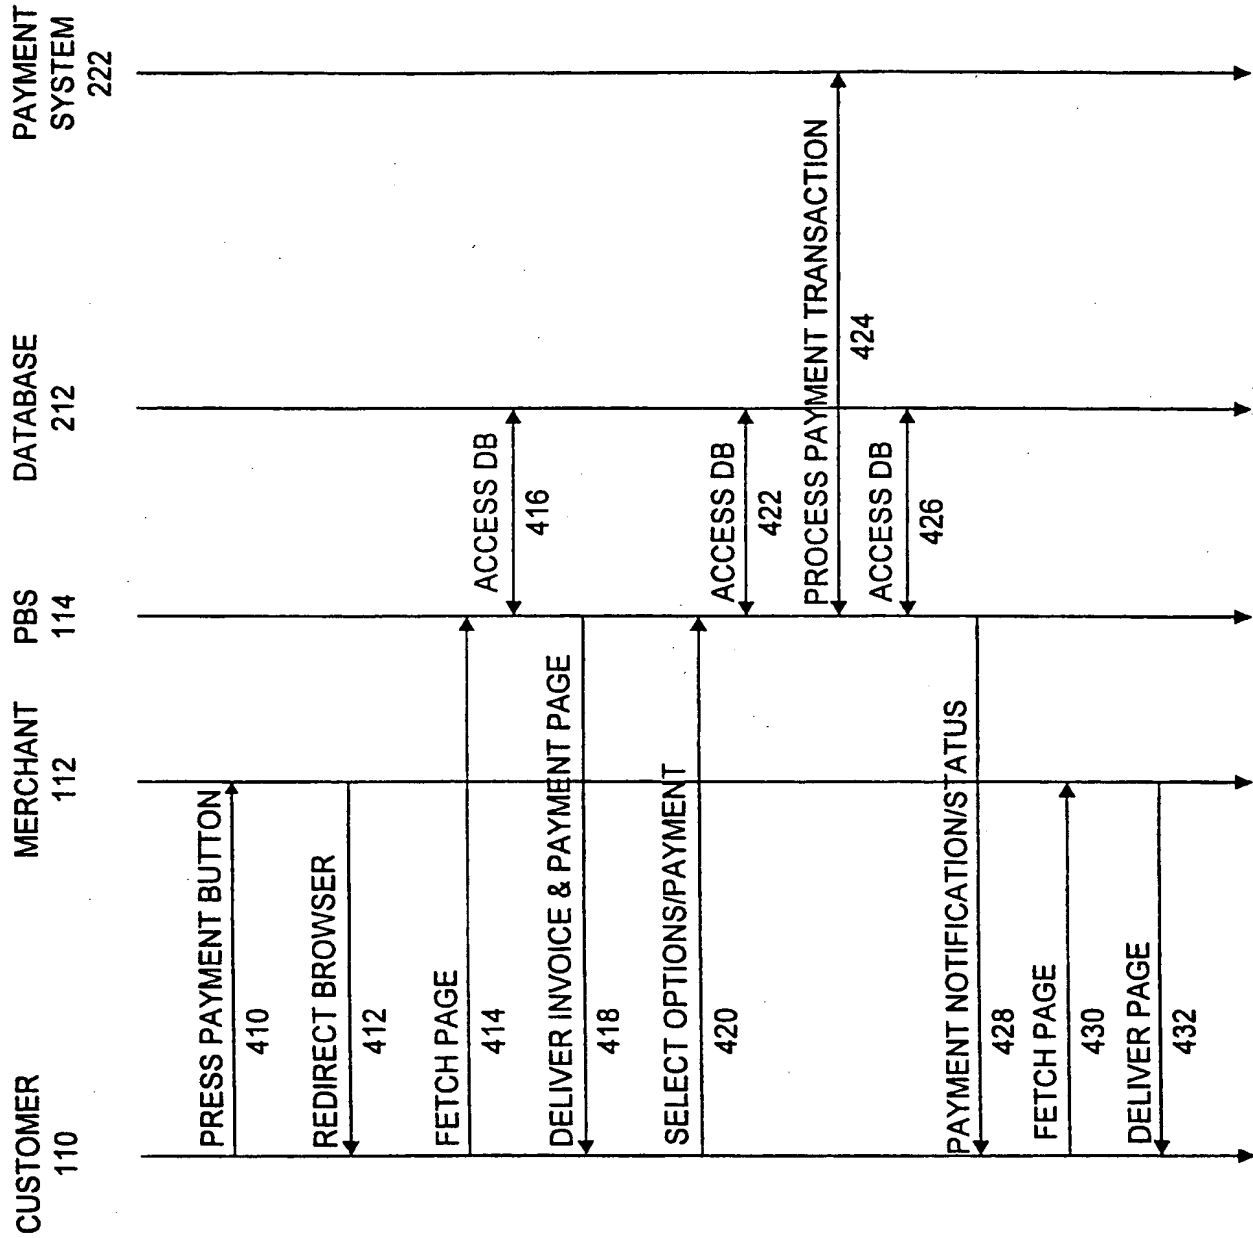 CUSTOMER
110
MERCHANT
112
PBS
114
DATABASE
212
PAYMENT
SYSTEM
222
PRESS PAYMENT BUTTON
410
REDIRECT BROWSER
412
FETCH PAGE
414
ACCESS DB
416
DELIVER INVOICE & PAYMENT PAGE
418
SELECT OPTIONS/PAYMENT
420
ACCESS DB
422
PROCESS PAYMENT TRANSACTION
424
ACCESS DB
426
PAYMENT NOTIFICATION/STATUS
428
FETCH PAGE
430
DELIVER PAGE
432